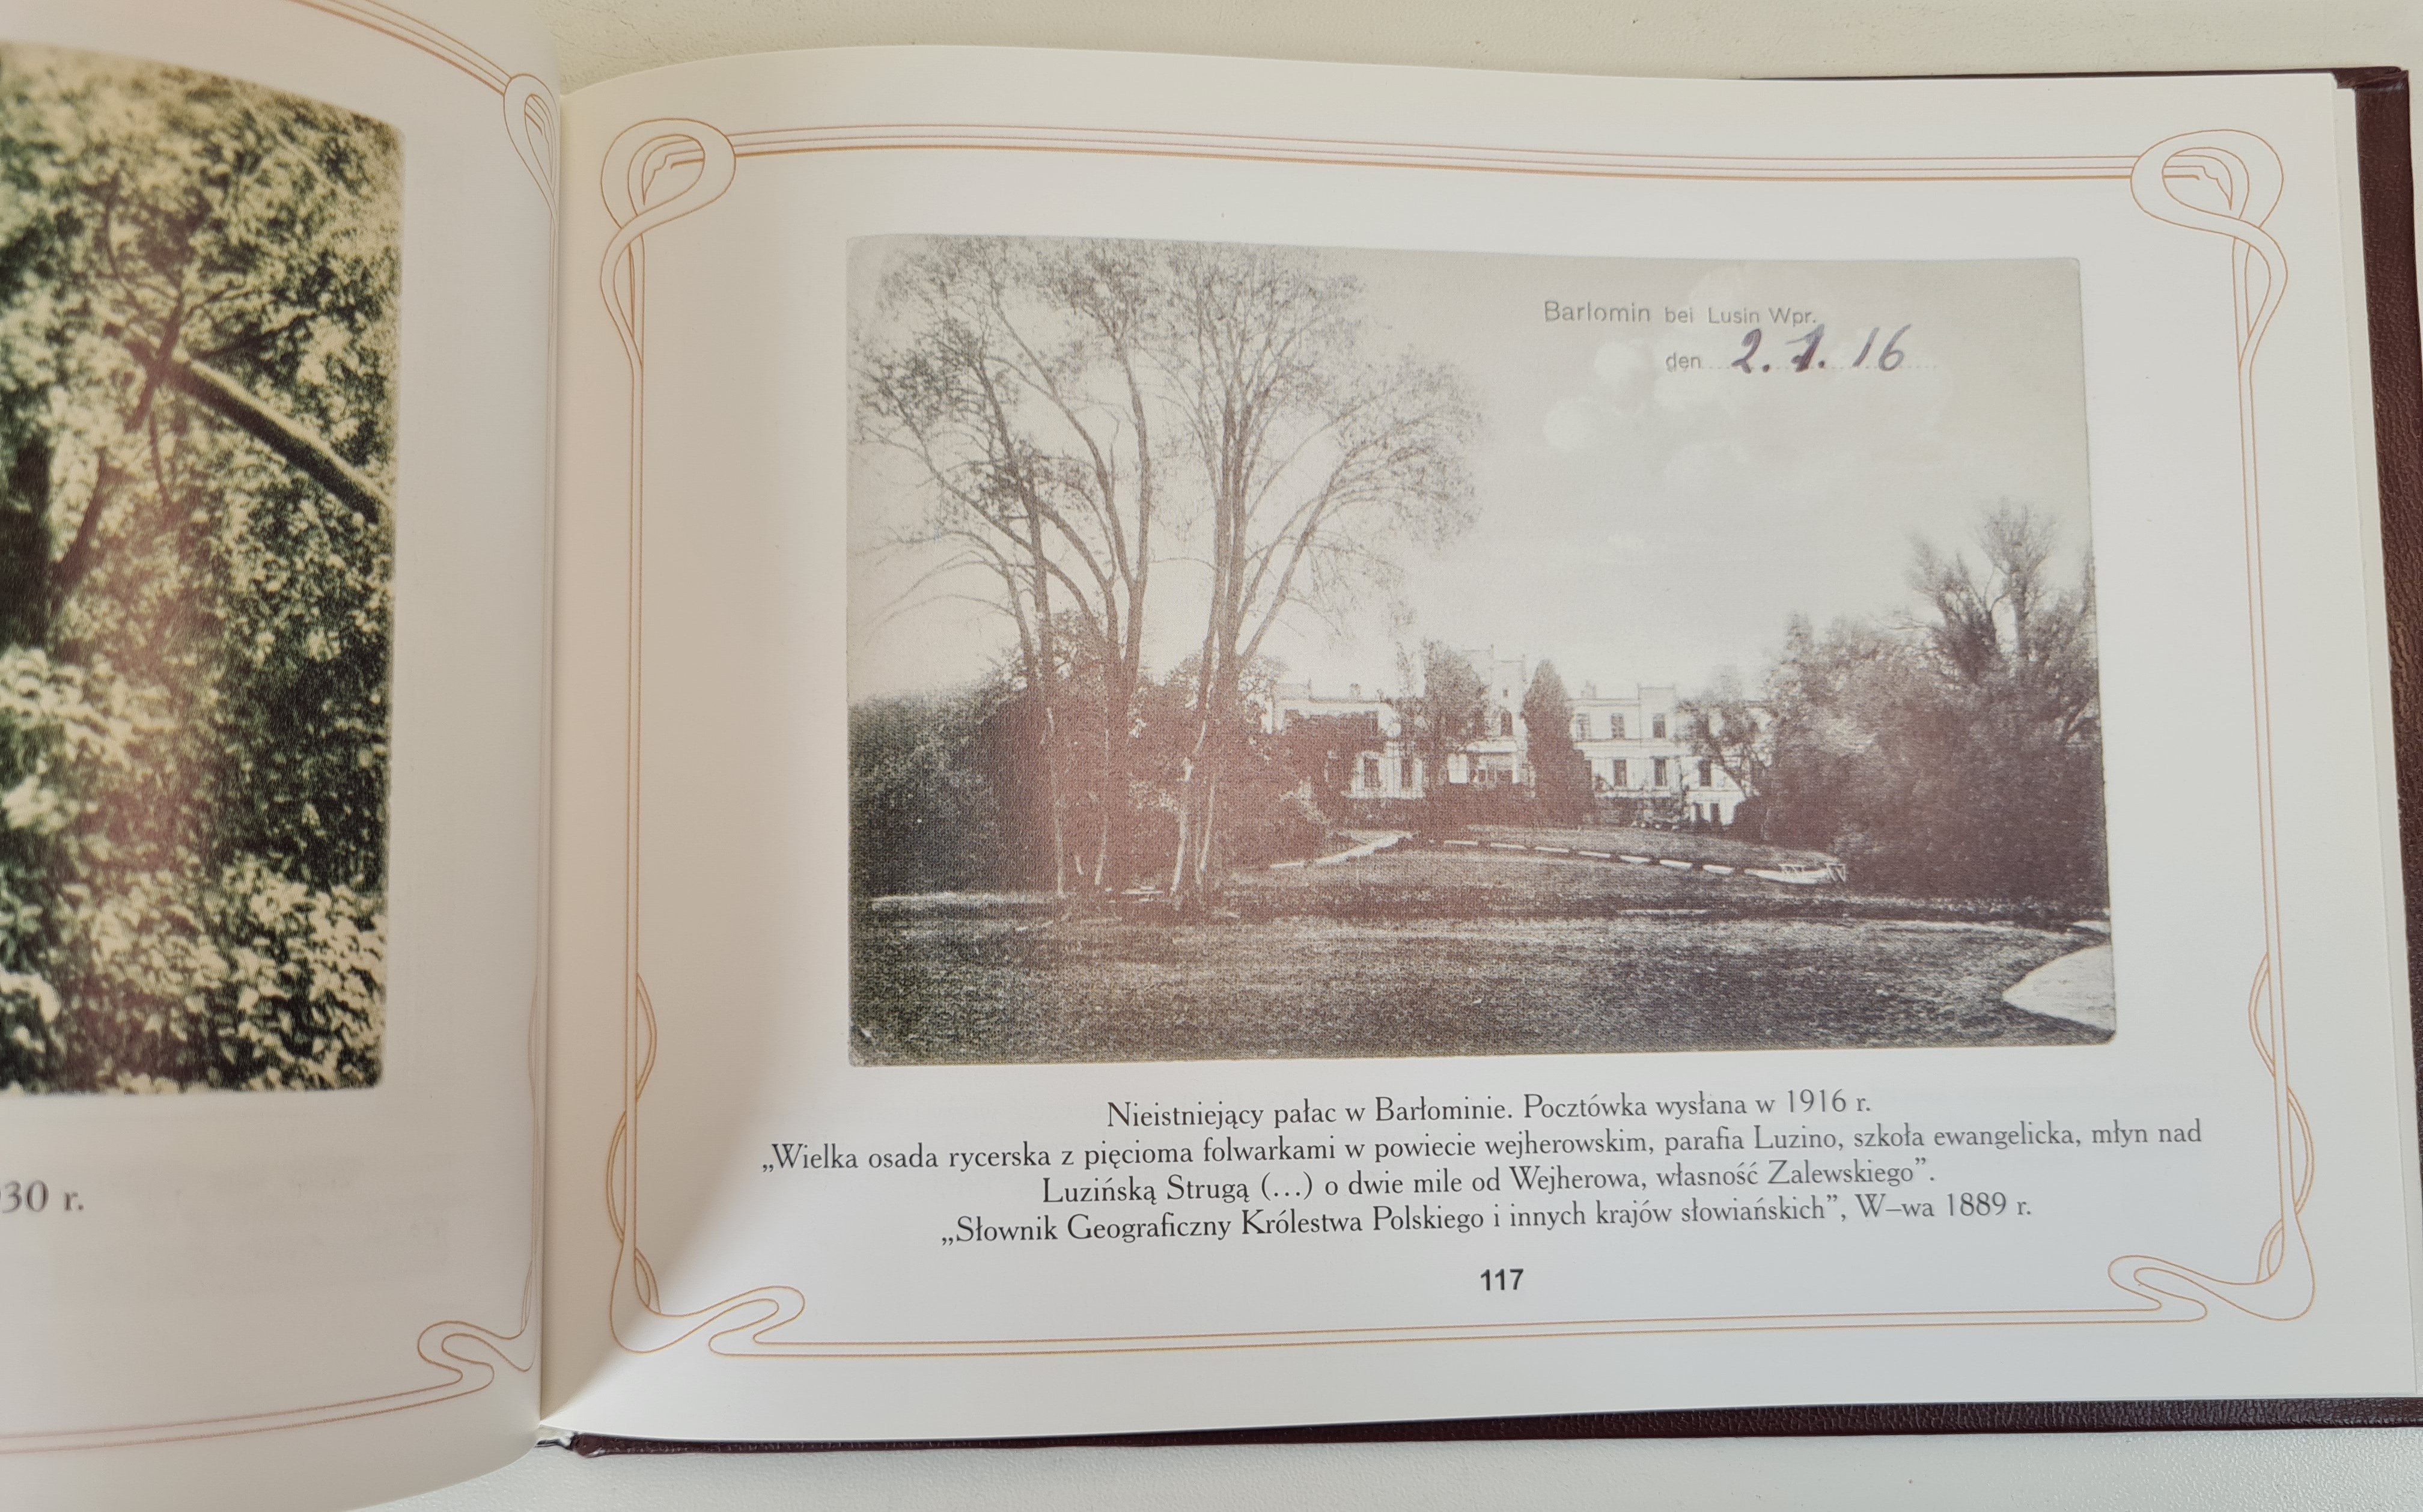 30 r.
Barlomin bei Lusin Wpr.
den 2. 1. 16
Nieistniejący pałac w Barłominie. Pocztówka wysłana w 1916 r.
„Wielka osada rycerska z pięcioma folwarkami w powiecie wejherowskim, parafia Luzino, szkoła ewangelicka, młyn nad
Luzińską Strugą (...) o dwie mile od Wejherowa, własność Zalewskiego”.
„Słownik Geograficzny Królestwa Polskiego i innych krajów słowiańskich”, W–wa 1889 r.
117